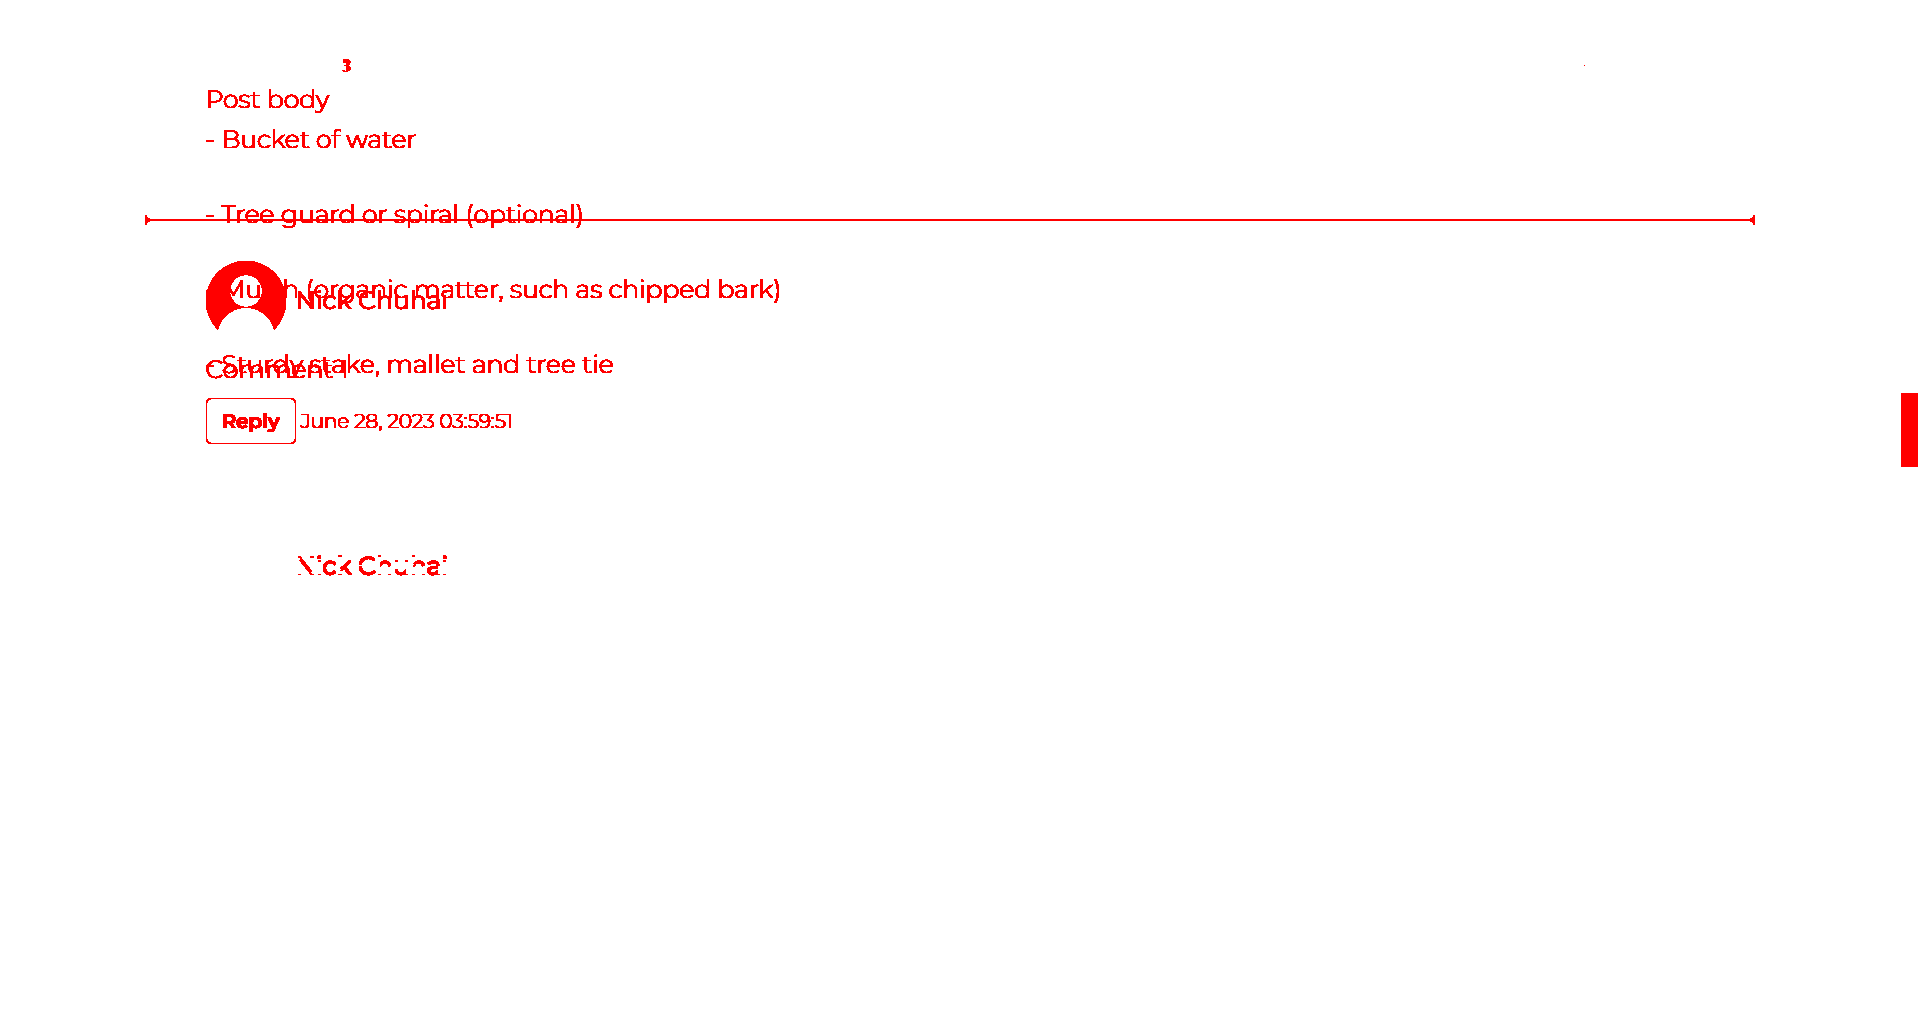 3
Post body
- Bucket of water
- Tree guard or spiral (optional)
Mulch (organic matter, such as chipped bark)
Nick Chuhai
- Sturdy stake, mallet and tree tie
Comment 1
Reply June 28, 2023 03:59:51
Nick Chuhai